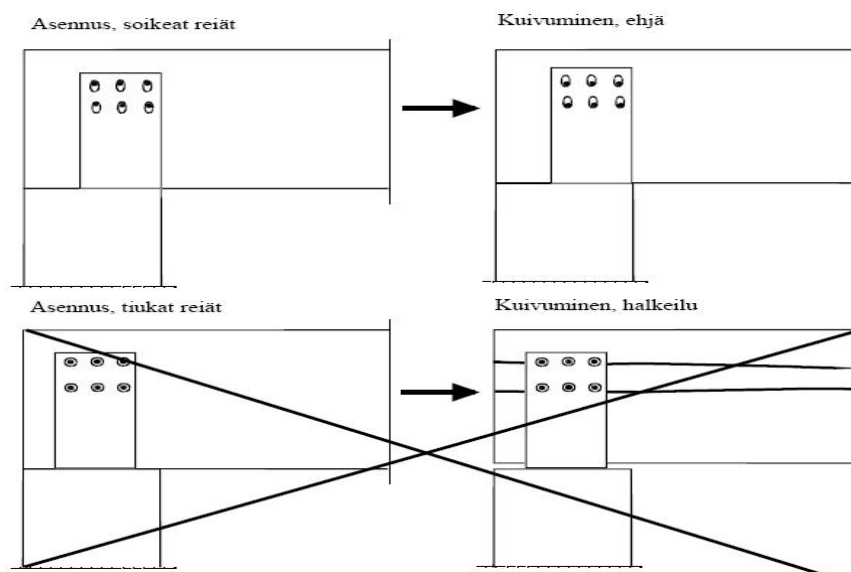 Asennus, soikeat reiät
Kuivuminen, ehjä
Asennus, tiukat reiät
Kuivuminen, halkeilu